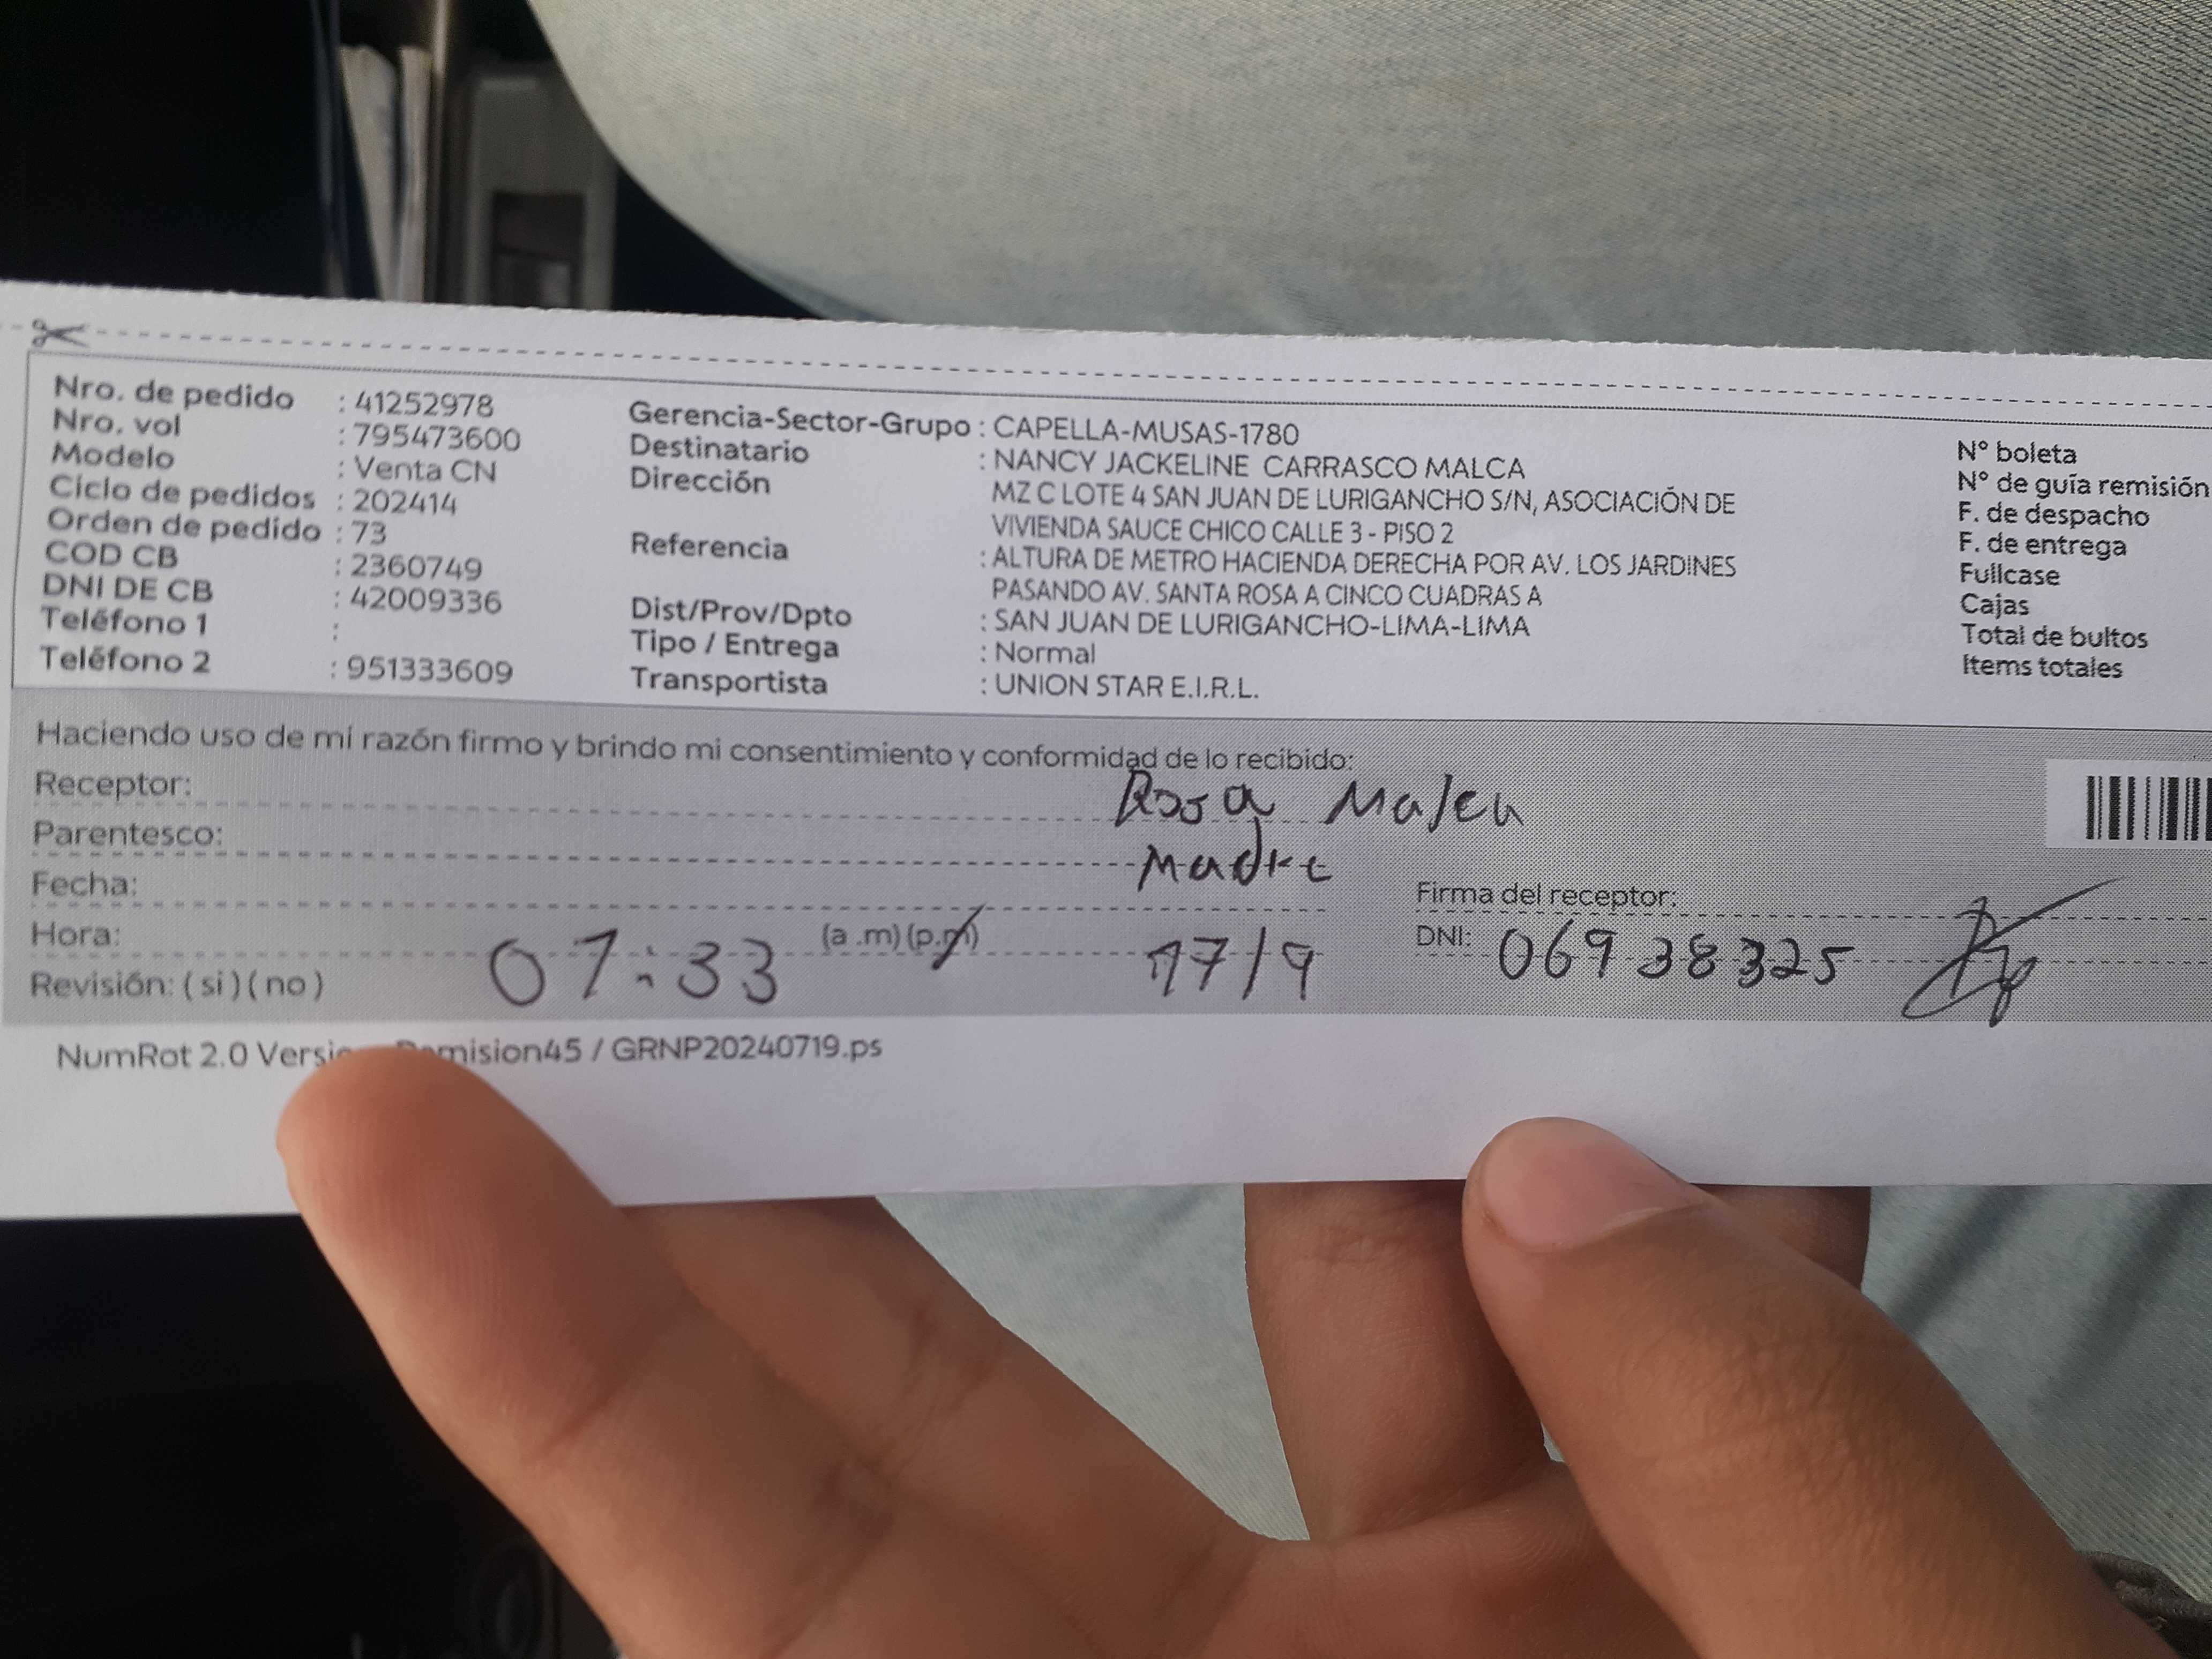 Nro. de pedido : 41252978
Nro. vol : 795473600
Modelo : Venta CN
Ciclo de pedidos : 202414
Orden de pedido : 73
COD CB : 2360749
DNI DE CB : 42009336
Teléfono 1 :
Teléfono 2 : 951333609
Gerencia-Sector-Grupo : CAPELLA-MUSAS-1780
Destinatario : NANCY JACKELINE CARRASCO MALCA
Dirección MZ C LOTE 4 SAN JUAN DE LURIGANCHO S/N, ASOCIACIÓN DE
VIVIENDA SAUCE CHICO CALLE 3 - PISO 2
Referencia : ALTURA DE METRO HACIENDA DERECHA POR AV. LOS JARDINES
PASANDO AV. SANTA ROSA A CINCO CUADRAS A
Dist/Prov/Dpto : SAN JUAN DE LURIGANCHO-LIMA-LIMA
Tipo / Entrega : Normal
Transportista : UNION STAR E.I.R.L.
N° boleta
N° de guía remisión
F. de despacho
F. de entrega
Fullcase
Cajas
Total de bultos
Items totales
Haciendo uso de mi razón firmo y brindo mi consentimiento y conformidad de lo recibido:
Receptor: Rosa Malca
Parentesco: Madre
Fecha: 17/9
Hora: 07:33 (a .m) (p.m)
Revisión: ( si ) ( no )
Firma del receptor:
DNI: 06938325
NumRot 2.0 Versi mision45 / GRNP20240719.ps